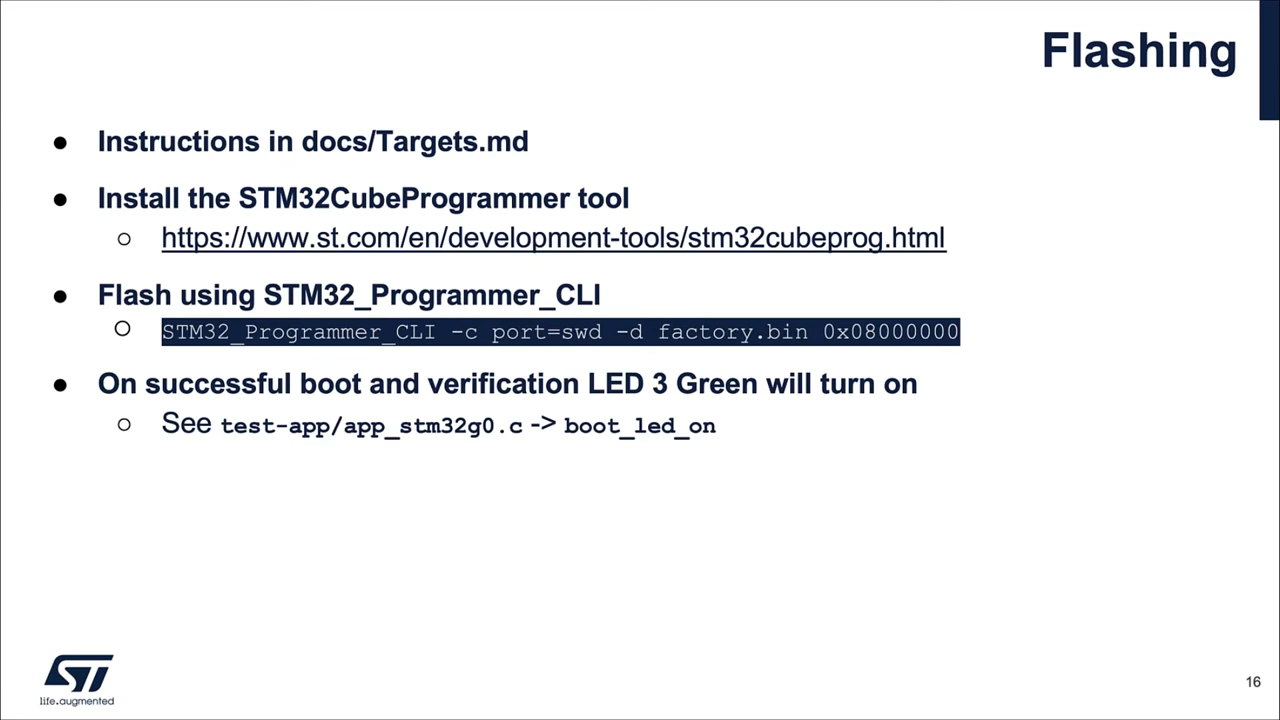 Flashing
● Instructions in docs/Targets.md
● Install the STM32CubeProgrammer tool
○ https://www.st.com/en/development-tools/stm32cubeprog.html
● Flash using STM32_Programmer_CLI
○ STM32_Programmer_CLI -c port=swd -d factory.bin 0x08000000
● On successful boot and verification LED 3 Green will turn on
○ See test-app/app_stm32g0.c -> boot_led_on
ST
life.augmented
16